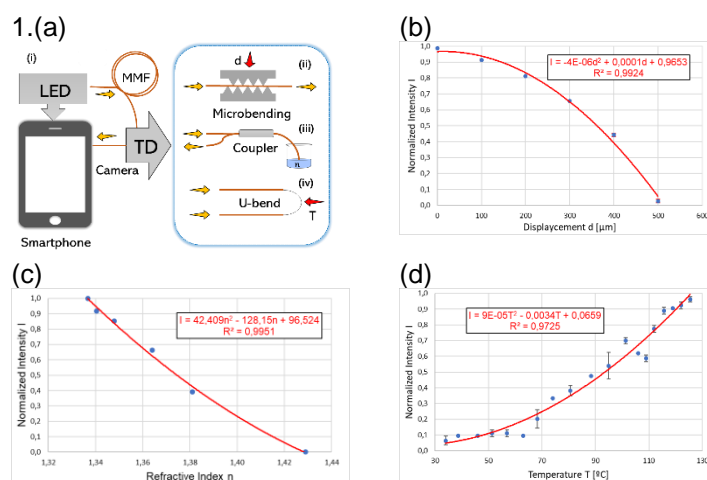 1.(a)
(i)
LED
MMF
TD
Camera
Smartphone
d
(ii)
Microbending
(iii)
Coupler
n
(iv)
U-bend
T
(b)
Normalized Intensity I
1,0
0,9
0,8
0,7
0,6
0,5
0,4
0,3
0,2
0,1
0,0
I = -4E-06d² + 0,0001d + 0,9653
R² = 0,9924
0 100 200 300 400 500 600
Displaycement d [µm]
(c)
Normalized Intensity I
1,0
0,9
0,8
0,7
0,6
0,5
0,4
0,3
0,2
0,1
0,0
I = 42,409n² - 128,15n + 96,524
R² = 0,9951
1,32 1,34 1,36 1,38 1,40 1,42 1,44
Refractive Index n
(d)
Normalized Intensity I
1,0
0,9
0,8
0,7
0,6
0,5
0,4
0,3
0,2
0,1
0,0
I = 9E-05T² - 0,0034T + 0,0659
R² = 0,9725
30 50 70 90 110 130
Temperature T [ºC]